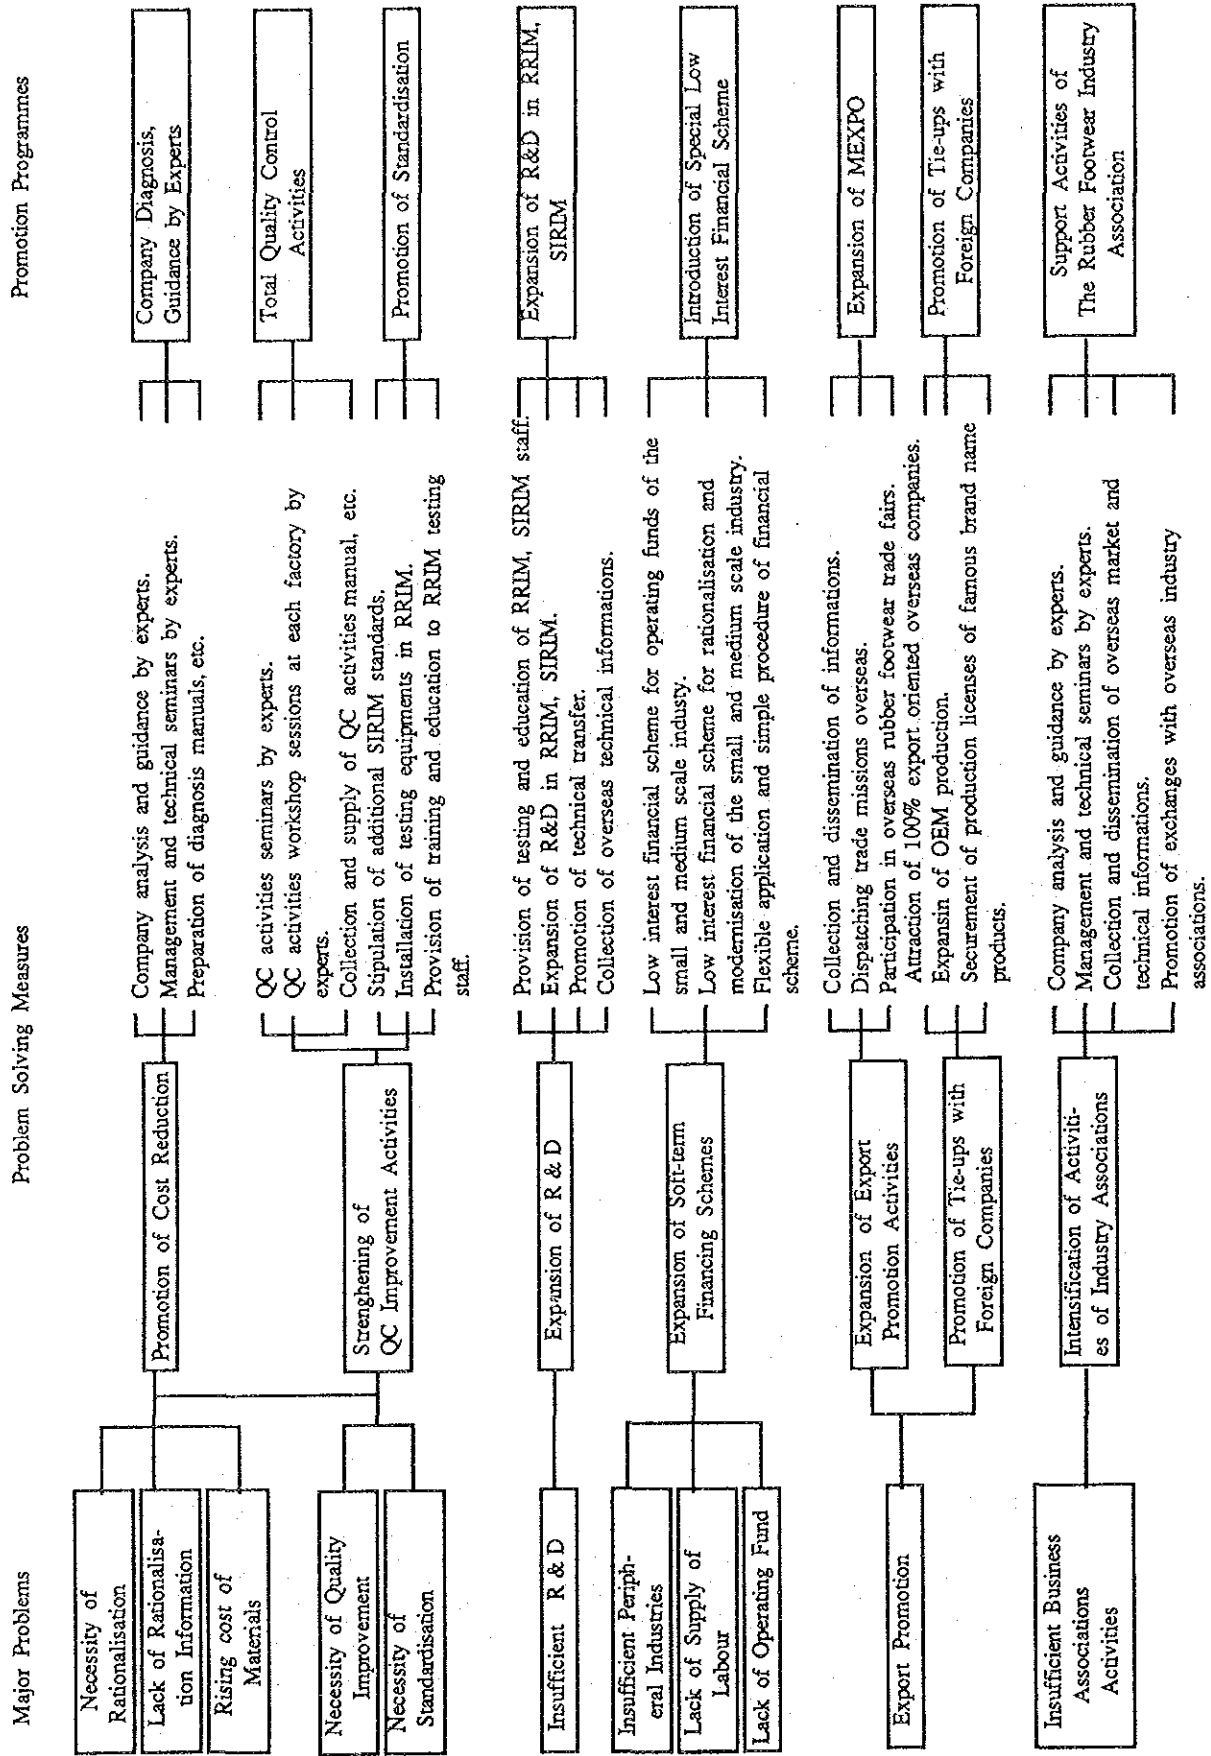 Major Problems
Problem Solving Measures
Promotion Programmes
Necessity of
Rationalisation
Lack of Rationalisa-
tion Information
Rising cost of
Materials
Promotion of Cost Reduction
Company analysis and guidance by experts.
Management and technical seminars by experts.
Preparation of diagnosis manuals, etc.
Company Diagnosis,
Guidance by Experts
Necessity of Quality
Improvement
Necessity of
Standardisation
Strenghening of
QC Improvement Activities
QC activities seminars by experts.
QC activities workshop sessions at each factory by
experts.
Collection and supply of QC activities manual, etc.
Stipulation of additional SIRIM standards.
Installation of testing equipments in RRIM.
Provision of training and education to RRIM testing
staff.
Total Quality Control
Activities
Promotion of Standardisation
Insufficient R & D
Expansion of R & D
Provision of testing and education of RRIM, SIRIM staff.
Expansion of R&D in RRIM, SIRIM.
Promotion of technical transfer.
Collection of overseas technical informations.
Expansion of R&D in RRIM,
SIRIM
Insufficient Periph-
eral Industries
Lack of Supply of
Labour
Lack of Operating Fund
Expansion of Soft-term
Financing Schemes
Low interest financial scheme for operating funds of the
small and medium scale industy.
Low interest financial scheme for rationalisation and
modernisation of the small and medium scale industry.
Flexible application and simple procedure of financial
scheme.
Introduction of Special Low
Interest Financial Scheme
Export Promotion
Expansion of Export
Promotion Activities
Promotion of Tie-ups with
Foreign Companies
Collection and dissemination of informations.
Dispatching trade missions overseas.
Participation in overseas rubber footwear trade fairs.
Attraction of 100% export oriented overseas companies.
Expansin of OEM production.
Securement of production licenses of famous brand name
products.
Expansion of MEXPO
Promotion of Tie-ups with
Foreign Companies
Insufficient Business
Associations
Activities
Intensification of Activiti-
es of Industry Associations
Company analysis and guidance by experts.
Management and technical seminars by experts.
Collection and dissemination of overseas market and
technical informations.
Promotion of exchanges with overseas industry
associations.
Support Activities of
The Rubber Footwear Industry
Association